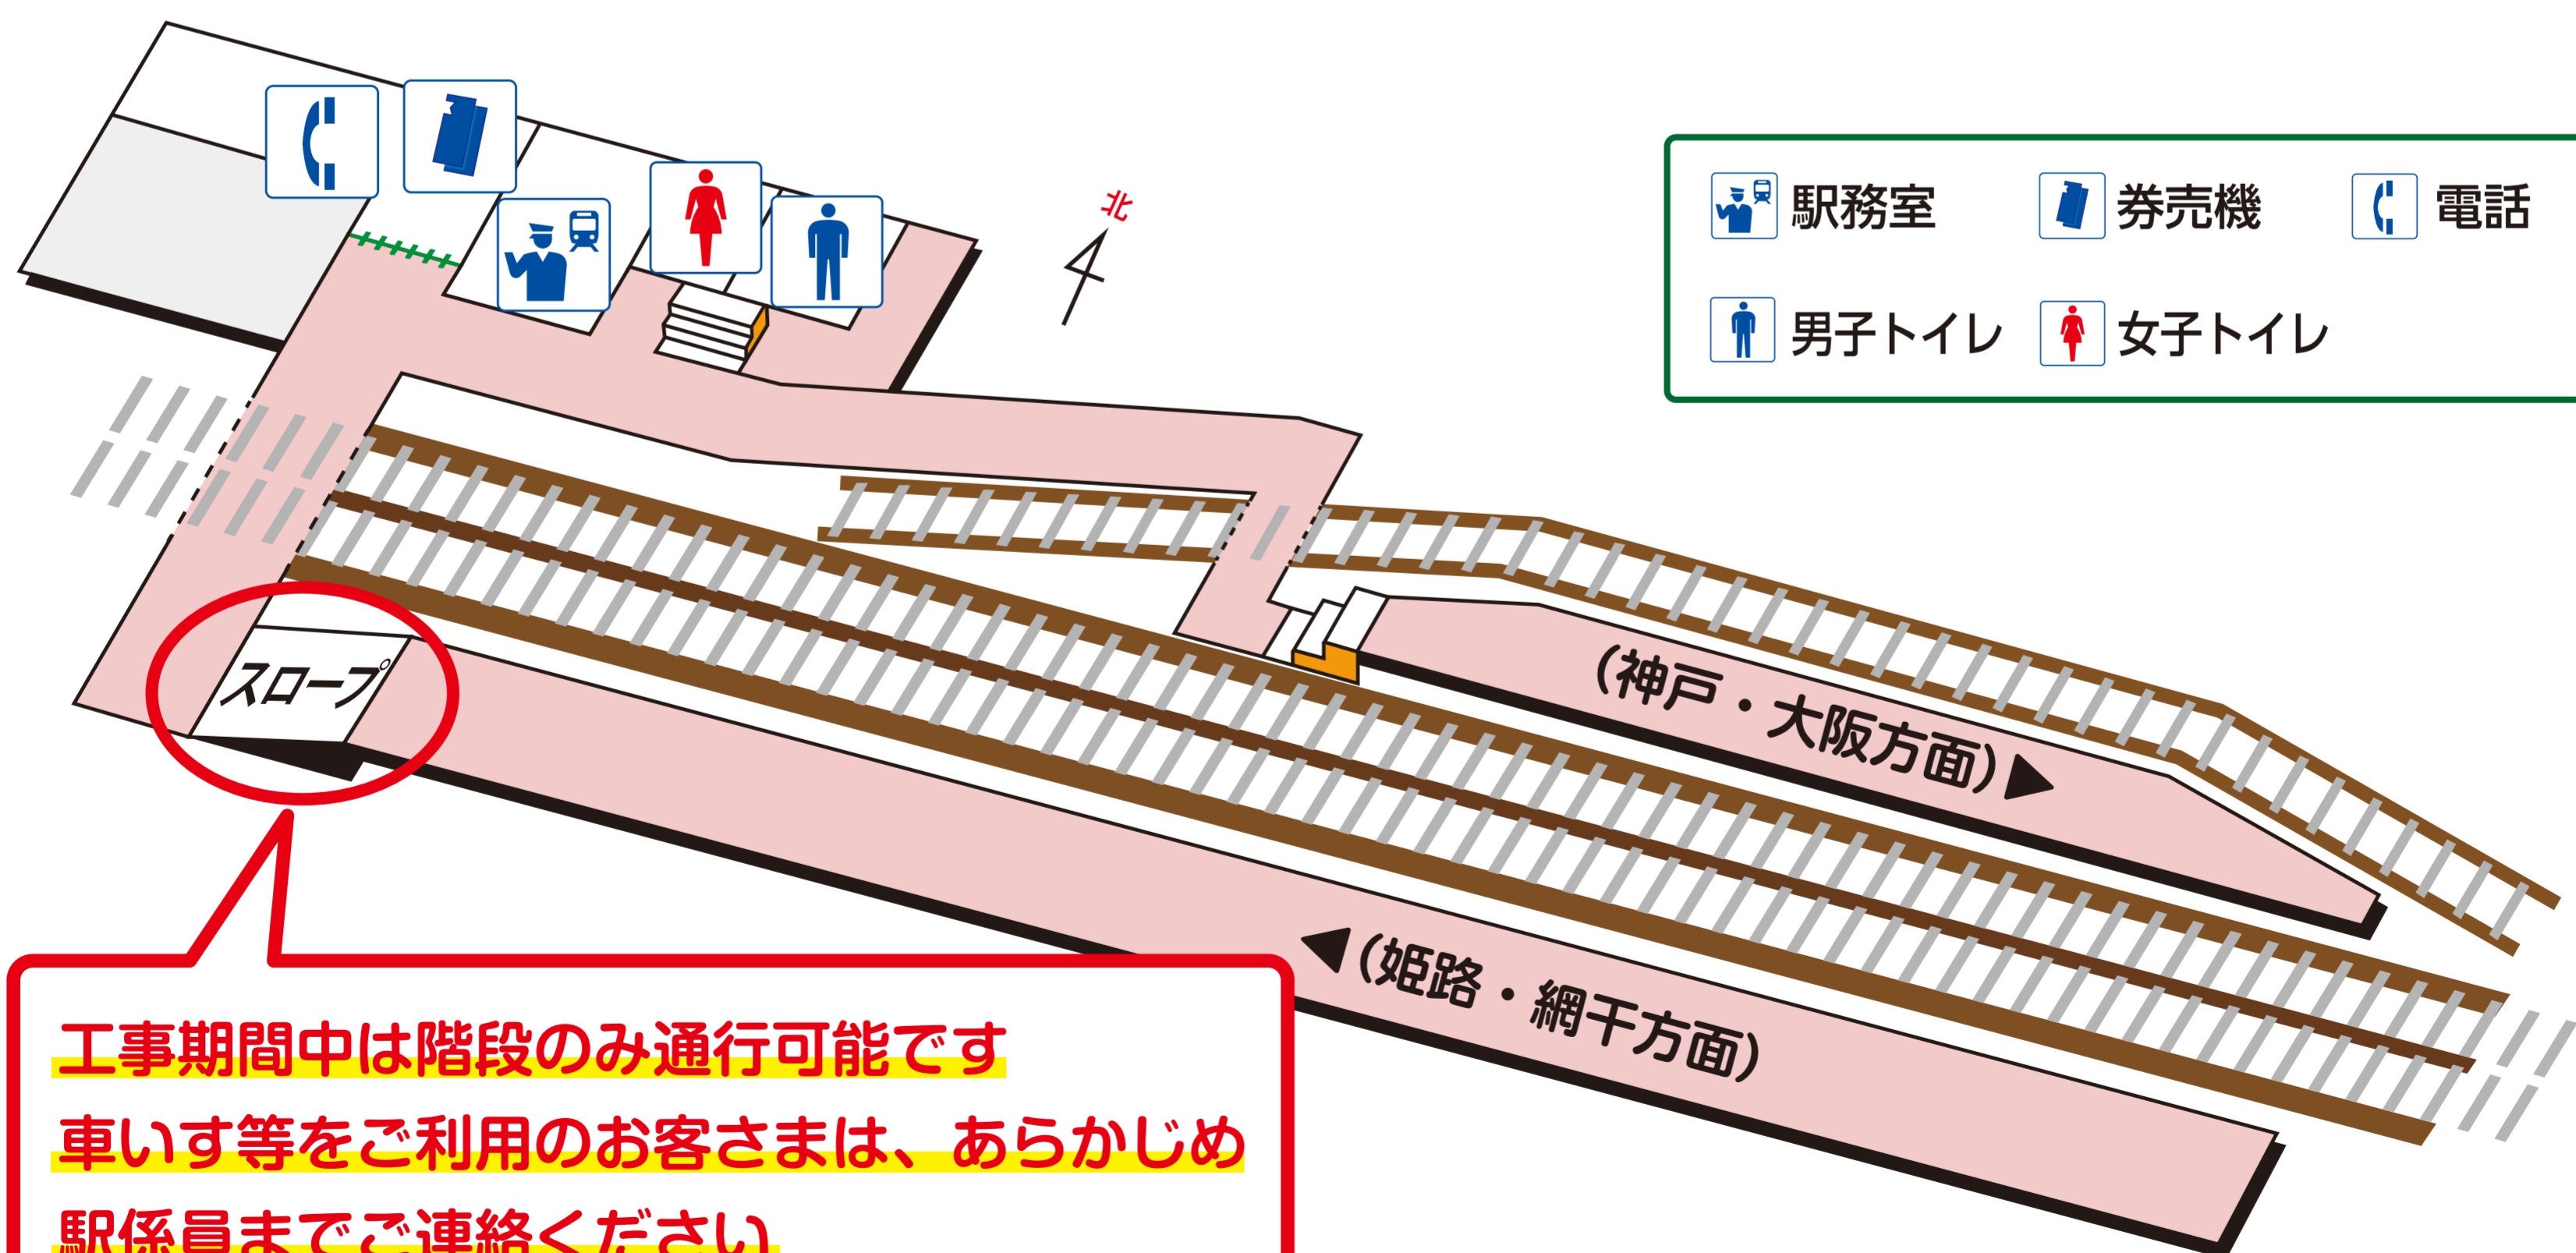 北
駅務室
券売機
電話
男子トイレ
女子トイレ
スロープ
(神戸・大阪方面)▶
◀(姫路・網干方面)
工事期間中は階段のみ通行可能です
車いす等をご利用のお客さまは、あらかじめ
駅係員までご連絡ください